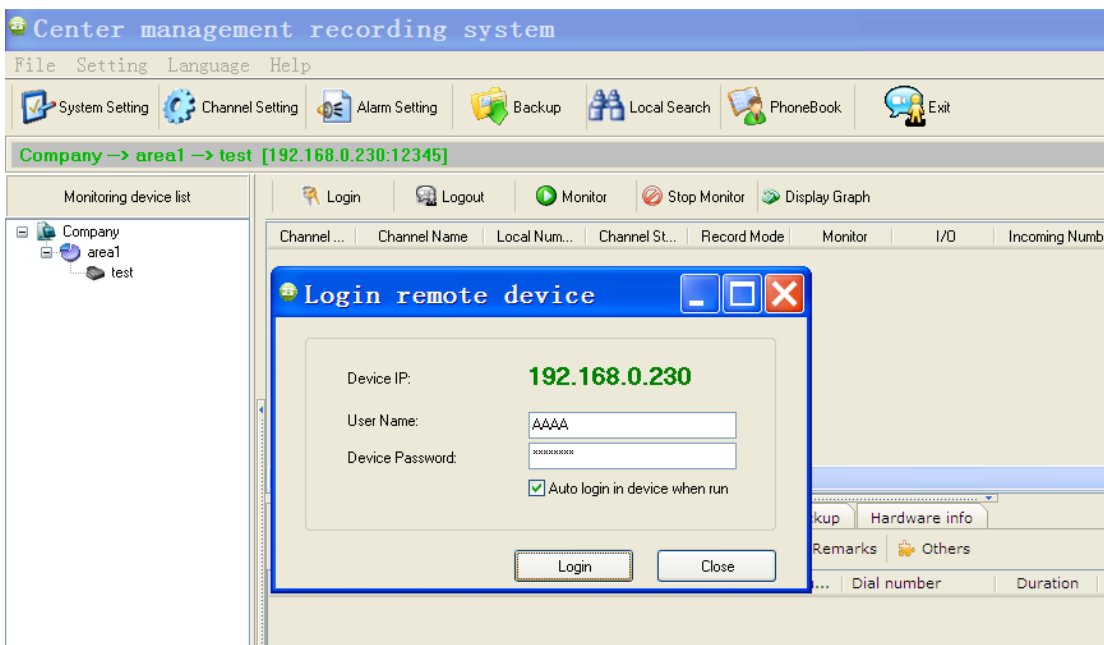 Center management recording system
File Setting Language Help
System Setting Channel Setting Alarm Setting Backup Local Search PhoneBook Exit
Company —> area1 —> test [192.168.0.230:12345]
Monitoring device list Login Logout Monitor Stop Monitor Display Graph
Company
area1
test
Channel ... Channel Name Local Num... Channel St... Record Mode Monitor I/O Incoming Numb
Login remote device
Device IP: 192.168.0.230
User Name: AAAA
Device Password: ********
Auto login in device when run
Login Close
kup Hardware info
Remarks Others
... Dial number Duration